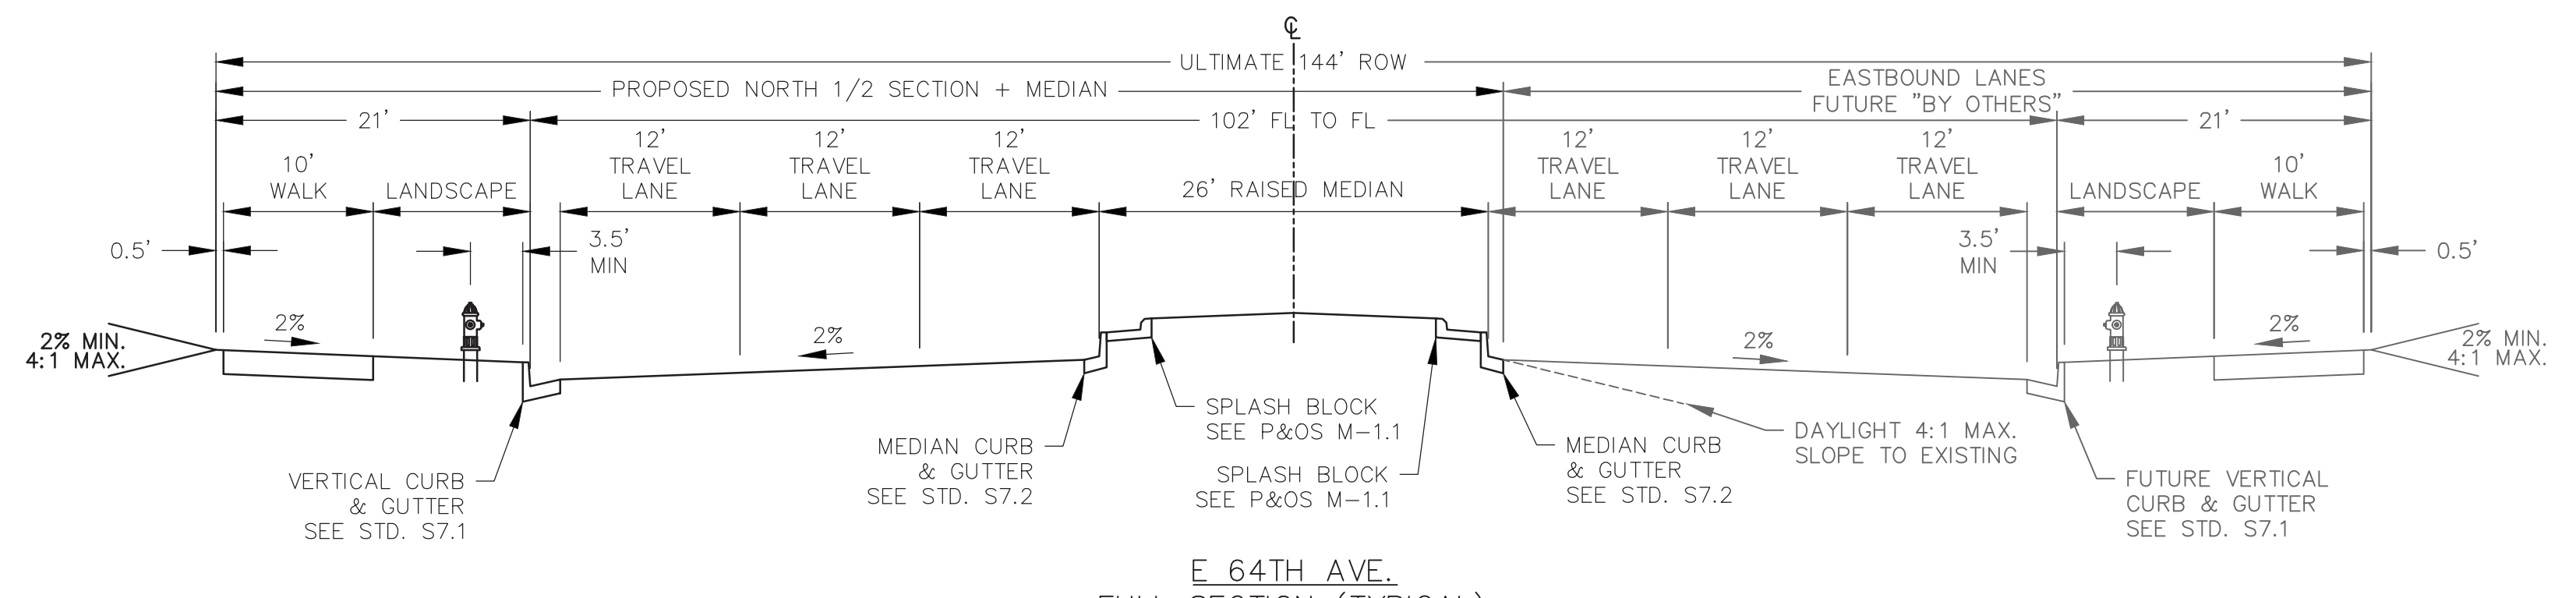 ℄
ULTIMATE 144' ROW
PROPOSED NORTH 1/2 SECTION + MEDIAN
EASTBOUND LANES
FUTURE "BY OTHERS"
21'
102' FL TO FL
21'
10'
WALK
LANDSCAPE
12'
TRAVEL
LANE
12'
TRAVEL
LANE
12'
TRAVEL
LANE
26' RAISED MEDIAN
12'
TRAVEL
LANE
12'
TRAVEL
LANE
12'
TRAVEL
LANE
LANDSCAPE
10'
WALK
0.5'
3.5'
MIN
3.5'
MIN
0.5'
2% MIN.
4:1 MAX.
2%
2%
2%
2%
2% MIN.
4:1 MAX.
VERTICAL CURB
& GUTTER
SEE STD. S7.1
MEDIAN CURB
& GUTTER
SEE STD. S7.2
SPLASH BLOCK
SEE P&OS M-1.1
SPLASH BLOCK
SEE P&OS M-1.1
MEDIAN CURB
& GUTTER
SEE STD. S7.2
DAYLIGHT 4:1 MAX.
SLOPE TO EXISTING
FUTURE VERTICAL
CURB & GUTTER
SEE STD. S7.1
E 64TH AVE.
FULL SECTION (TYPICAL)